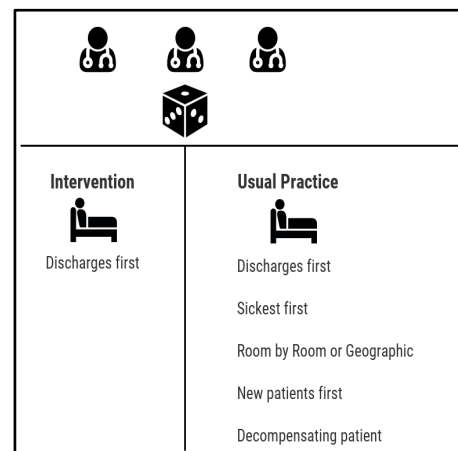 Intervention
Discharges first
Usual Practice
Discharges first
Sickest first
Room by Room or Geographic
New patients first
Decompensating patient